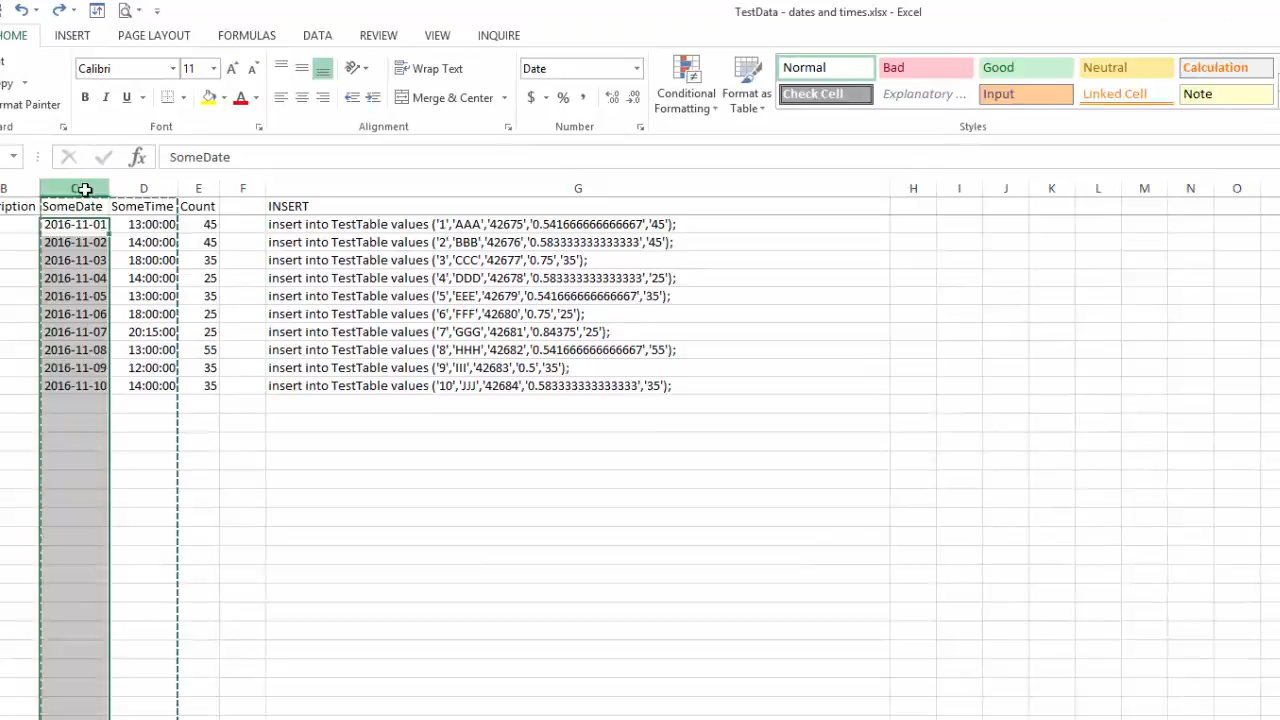 TestData - dates and times.xlsx - Excel
HOME INSERT PAGE LAYOUT FORMULAS DATA REVIEW VIEW INQUIRE
Calibri 11 A A Wrap Text Date Normal Bad Good Neutral Calculation
B I U A Merge & Center $ % , Conditional Formatting Format as Table Check Cell Explanatory ... Input Linked Cell Note
Format Painter
Font Alignment Number Styles
fx SomeDate
B C D E F G H I J K L M N O
SomeDate SomeTime Count INSERT
2016-11-01 13:00:00 45 insert into TestTable values ('1','AAA','42675','0.541666666666667','45');
2016-11-02 14:00:00 45 insert into TestTable values ('2','BBB','42676','0.583333333333333','45');
2016-11-03 18:00:00 35 insert into TestTable values ('3','CCC','42677','0.75','35');
2016-11-04 14:00:00 25 insert into TestTable values ('4','DDD','42678','0.583333333333333','25');
2016-11-05 13:00:00 35 insert into TestTable values ('5','EEE','42679','0.541666666666667','35');
2016-11-06 18:00:00 25 insert into TestTable values ('6','FFF','42680','0.75','25');
2016-11-07 20:15:00 25 insert into TestTable values ('7','GGG','42681','0.84375','25');
2016-11-08 13:00:00 55 insert into TestTable values ('8','HHH','42682','0.541666666666667','55');
2016-11-09 12:00:00 35 insert into TestTable values ('9','III','42683','0.5','35');
2016-11-10 14:00:00 35 insert into TestTable values ('10','JJJ','42684','0.583333333333333','35');